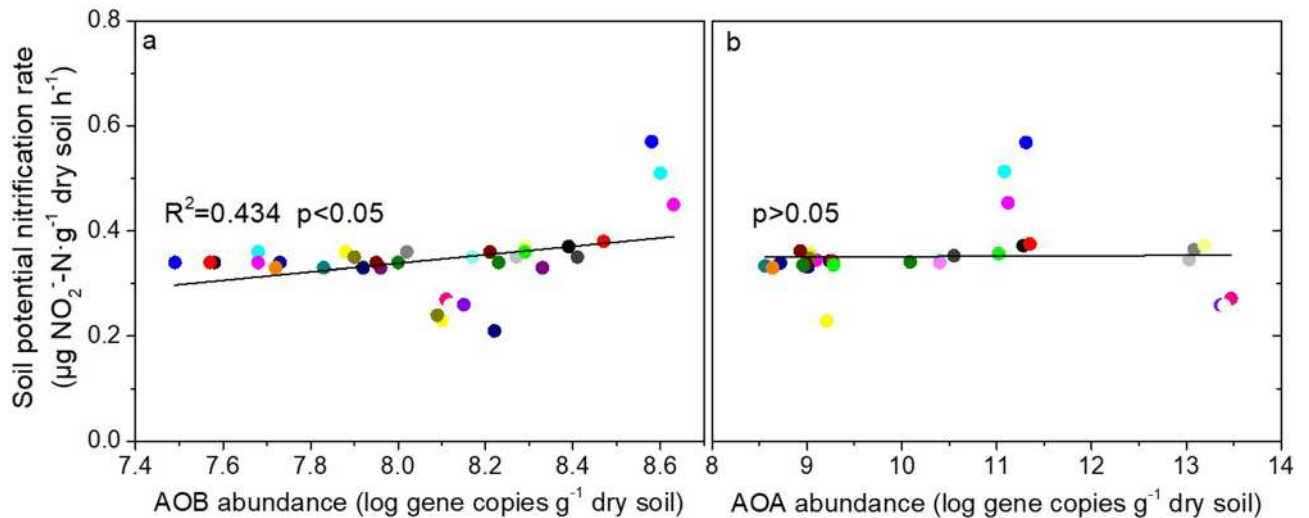 Soil potential nitrification rate
(µg NO₂⁻-N·g⁻¹ dry soil h⁻¹)
0.8
0.6
0.4
0.2
0.0
a
R²=0.434 p<0.05
7.4 7.6 7.8 8.0 8.2 8.4 8.6
AOB abundance (log gene copies g⁻¹ dry soil)
b
p>0.05
8 9 10 11 12 13 14
AOA abundance (log gene copies g⁻¹ dry soil)